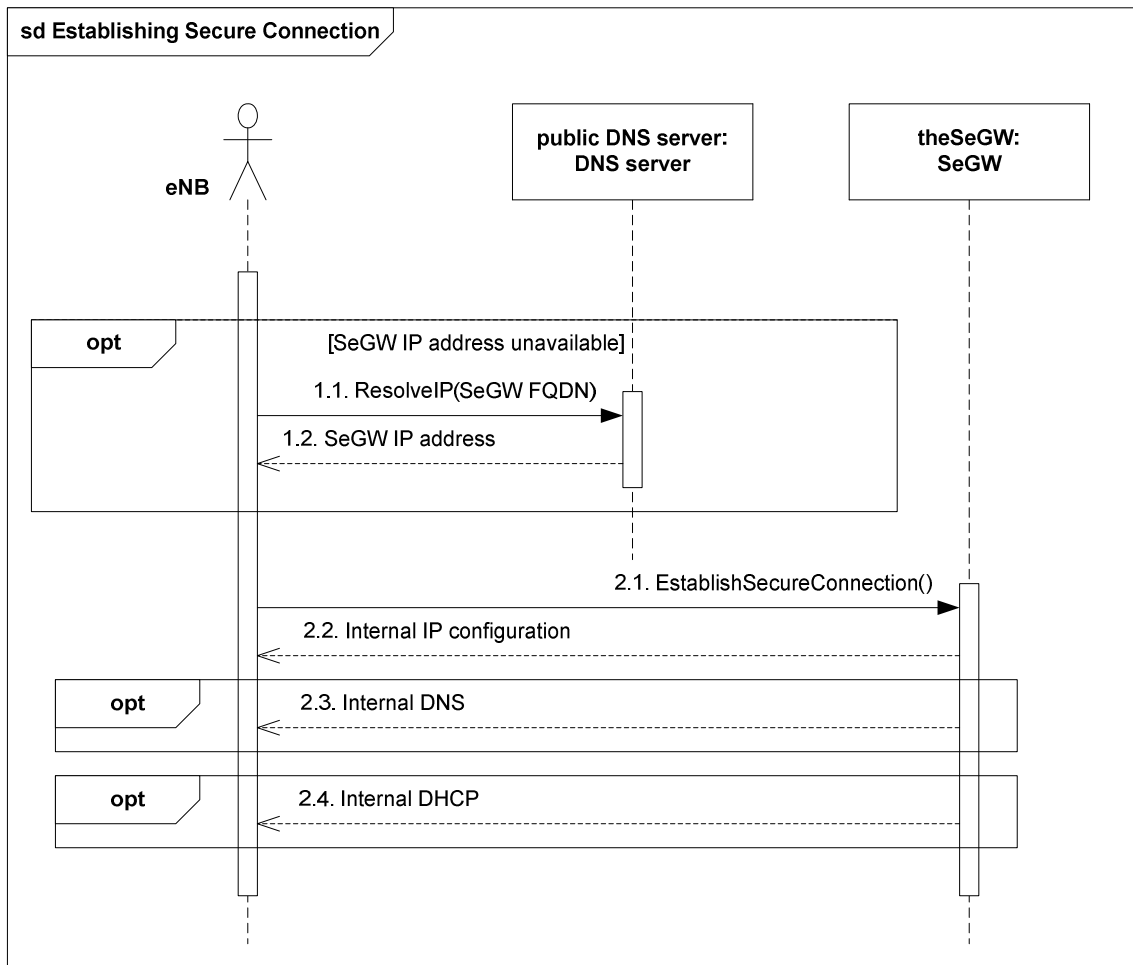 sd Establishing Secure Connection
eNB
public DNS server:
DNS server
theSeGW:
SeGW
opt
[SeGW IP address unavailable]
1.1. ResolveIP(SeGW FQDN)
1.2. SeGW IP address
2.1. EstablishSecureConnection()
2.2. Internal IP configuration
opt
2.3. Internal DNS
opt
2.4. Internal DHCP